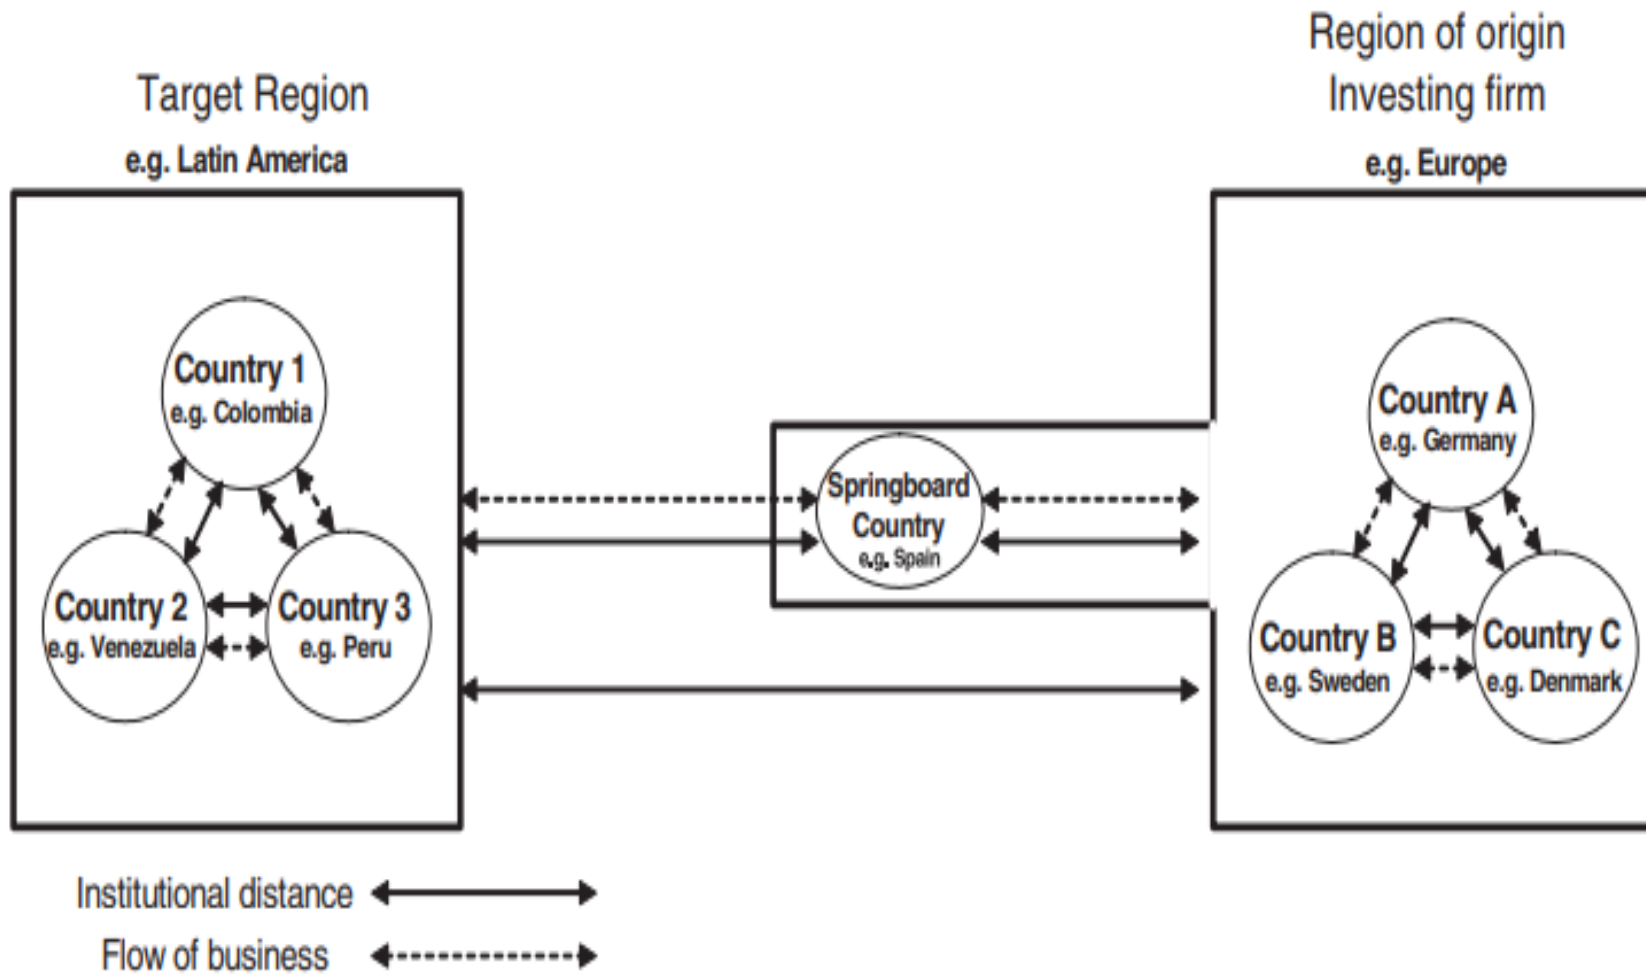 Target Region
e.g. Latin America
Region of origin
Investing firm
e.g. Europe
Country 1
e.g. Colombia
Country 2
e.g. Venezuela
Country 3
e.g. Peru
Springboard
Country
e.g. Spain
Country A
e.g. Germany
Country B
e.g. Sweden
Country C
e.g. Denmark
Institutional distance
Flow of business